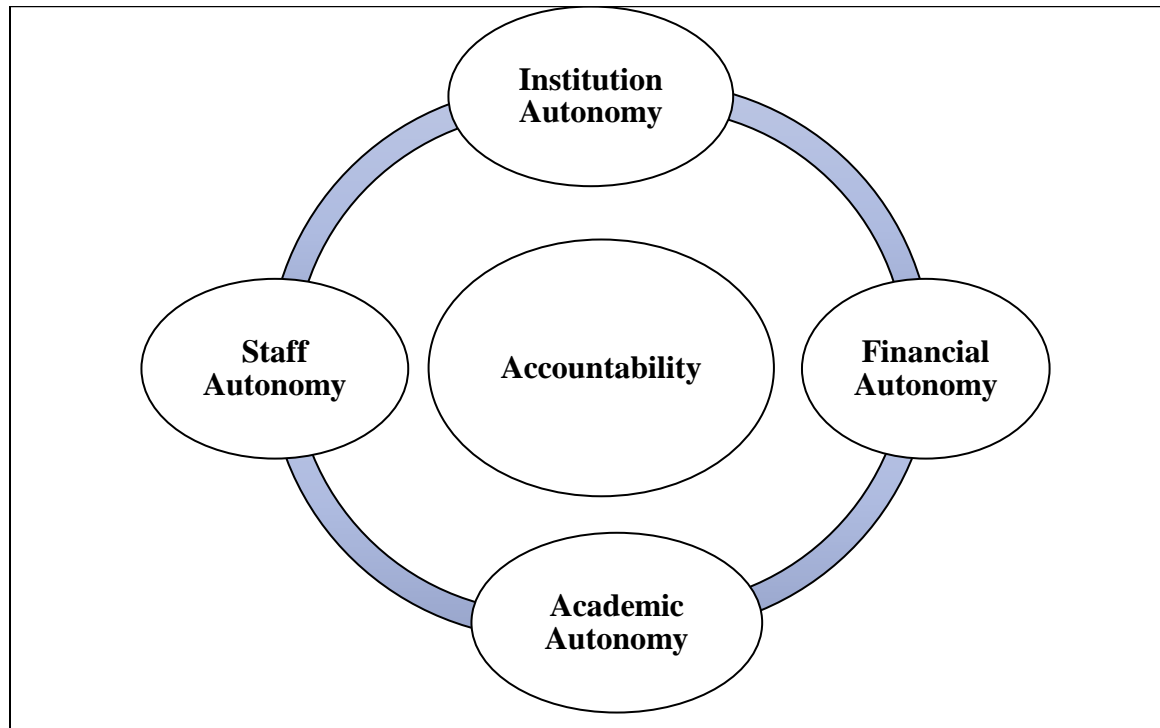 Institution
Autonomy
Staff
Autonomy
Accountability
Financial
Autonomy
Academic
Autonomy